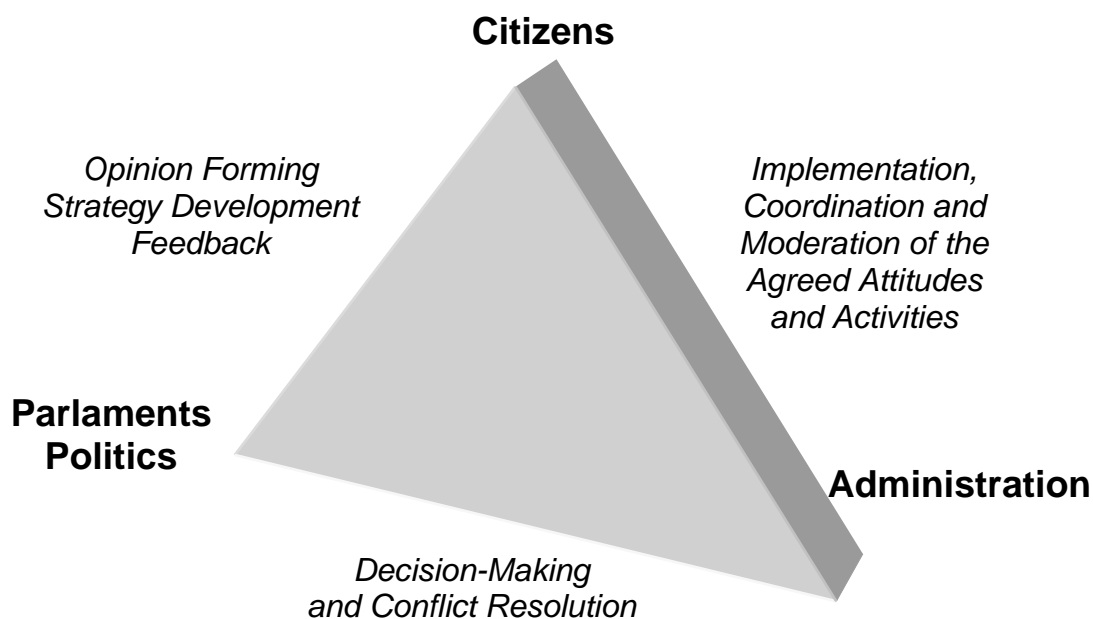 Citizens
Opinion Forming
Strategy Development
Feedback
Implementation,
Coordination and
Moderation of the
Agreed Attitudes
and Activities
Parlaments
Politics
Administration
Decision-Making
and Conflict Resolution